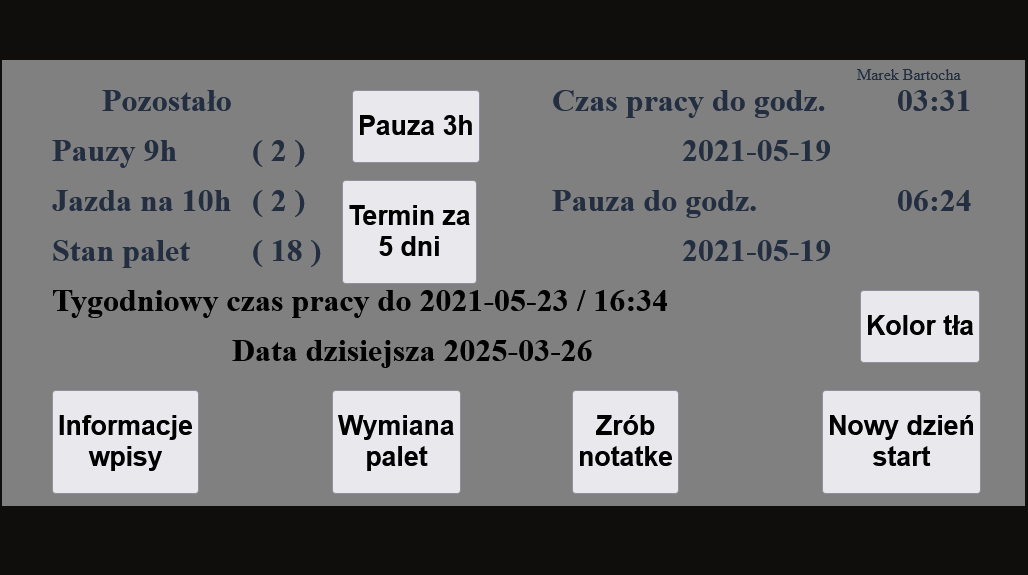 Marek Bartocha
Pozostało
Pauza 3h
Czas pracy do godz. 03:31
Pauzy 9h ( 2 )
2021-05-19
Jazda na 10h ( 2 )
Termin za
5 dni
Pauza do godz. 06:24
Stan palet ( 18 )
2021-05-19
Tygodniowy czas pracy do 2021-05-23 / 16:34
Kolor tła
Data dzisiejsza 2025-03-26
Informacje
wpisy
Wymiana
palet
Zrób
notatke
Nowy dzień
start